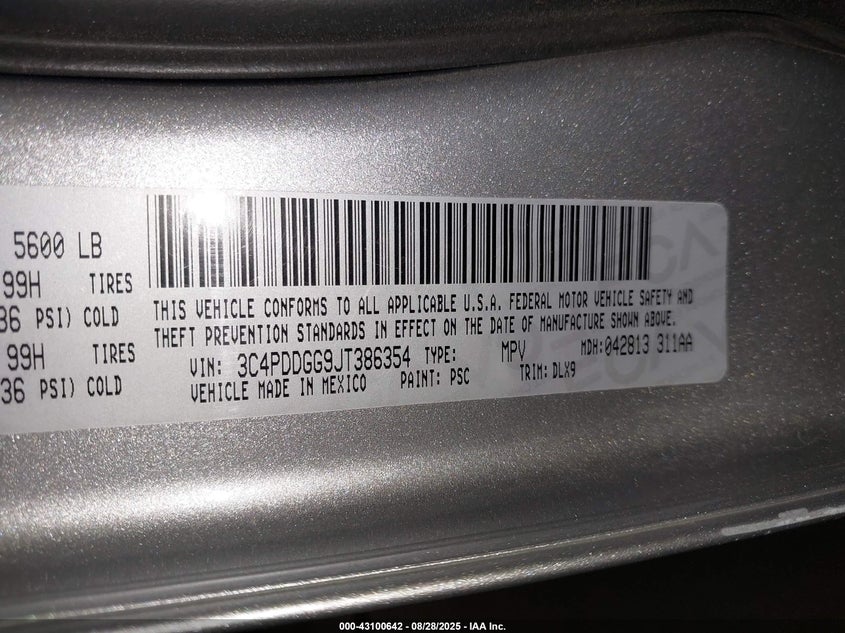 5600 LB
99H TIRES
36 PSI) COLD
99H TIRES
36 PSI) COLD
THIS VEHICLE CONFORMS TO ALL APPLICABLE U.S.A. FEDERAL MOTOR VEHICLE SAFETY AND
THEFT PREVENTION STANDARDS IN EFFECT ON THE DATE OF MANUFACTURE SHOWN ABOVE.
VIN: 3C4PDDGG9JT386354 TYPE: MPV MDH:042813 311AA
VEHICLE MADE IN MEXICO PAINT: PSC TRIM: DLX9
000-43100642 - 08/28/2025 - IAA Inc.